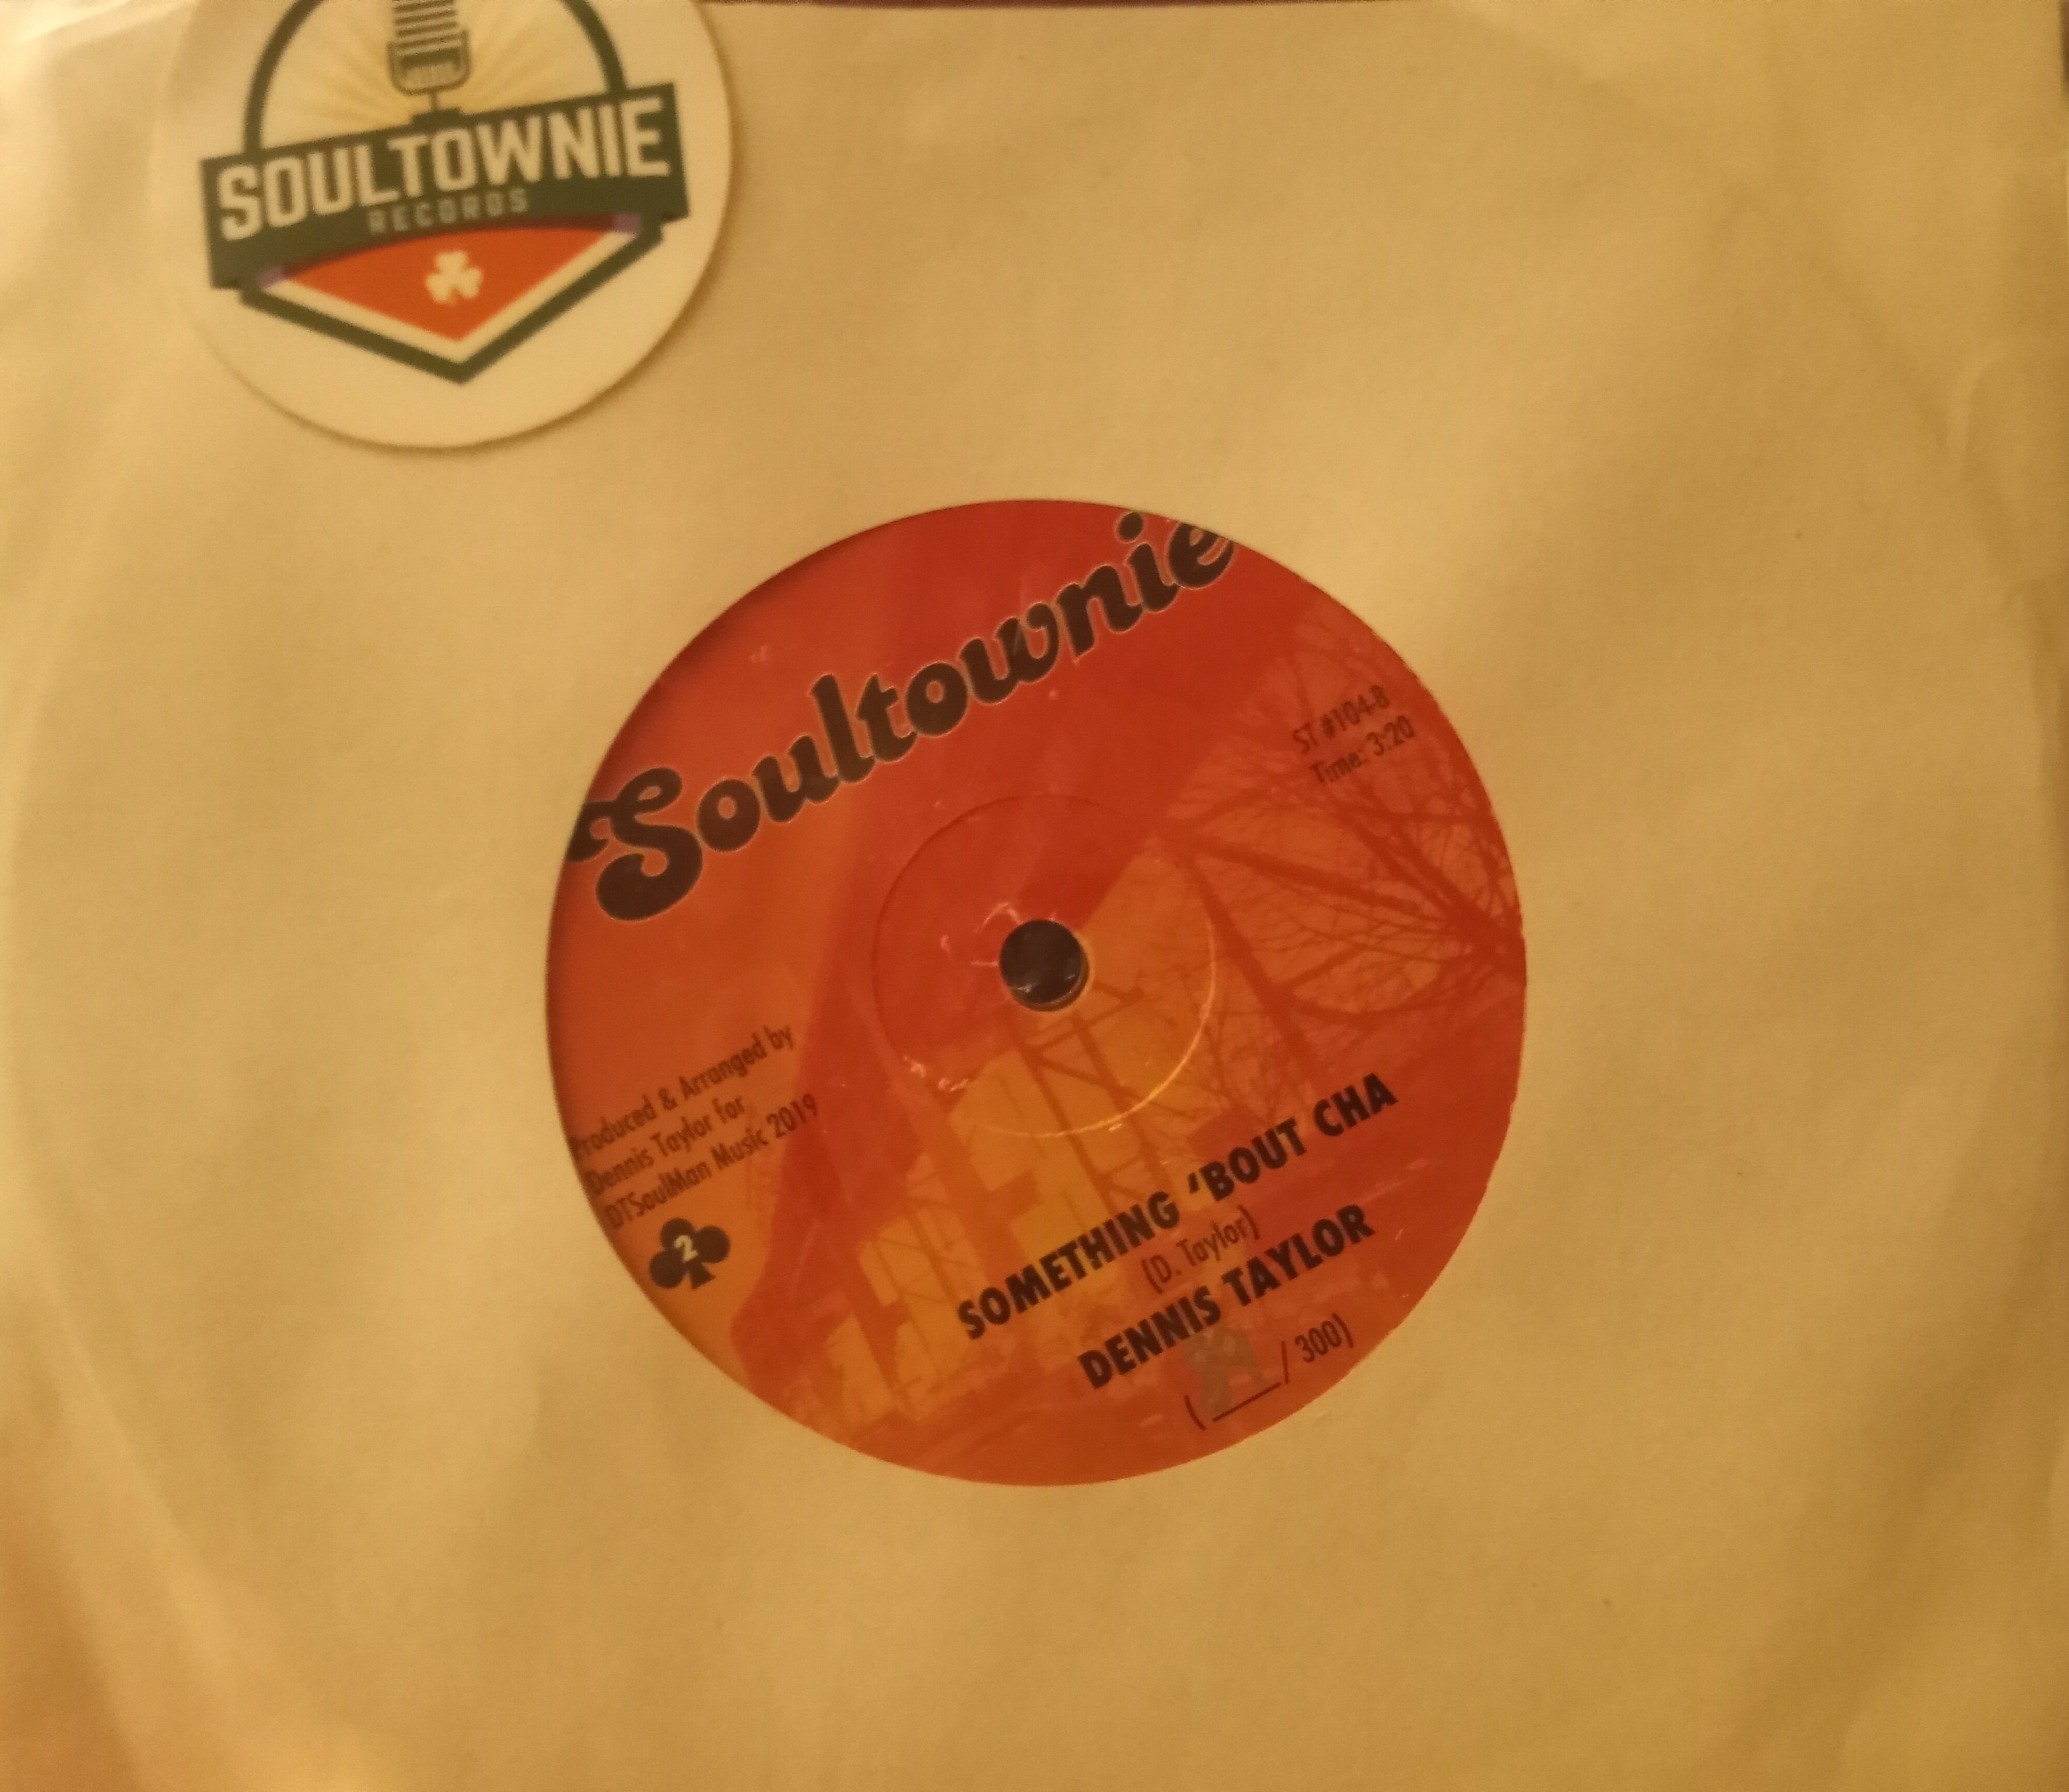 SOULTOWNIE
RECORDS
Soultownie
ST #104-B
Time: 3:20
Produced & Arranged by
Dennis Taylor for
DTSoulMan Music 2019
2
SOMETHING 'BOUT CHA
(D. Taylor)
DENNIS TAYLOR
(____/ 300)